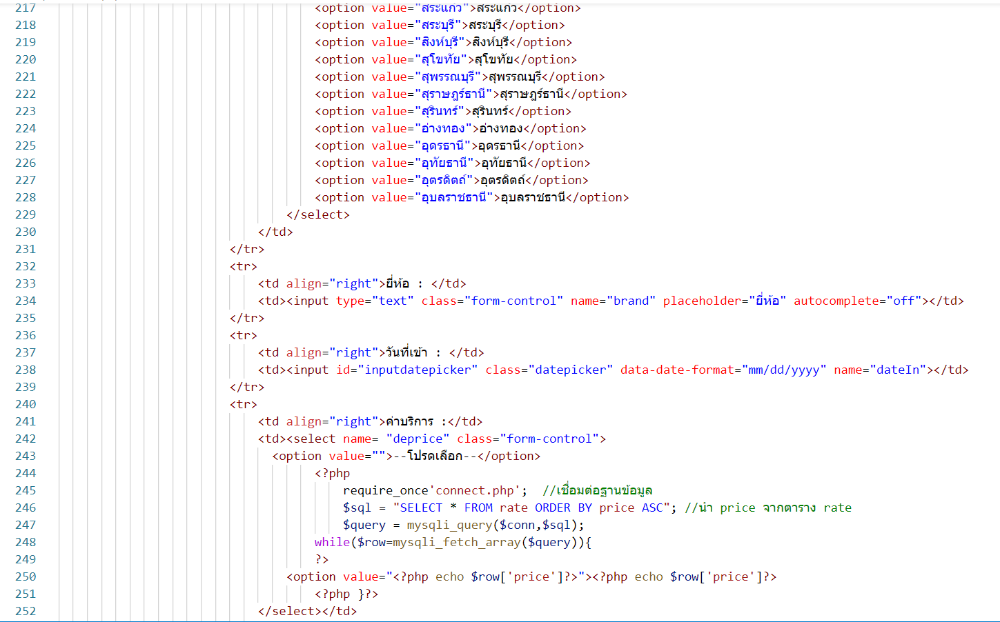 217 <option value="สระแก้ว">สระแก้ว</option>
218 <option value="สระบุรี">สระบุรี</option>
219 <option value="สิงห์บุรี">สิงห์บุรี</option>
220 <option value="สุโขทัย">สุโขทัย</option>
221 <option value="สุพรรณบุรี">สุพรรณบุรี</option>
222 <option value="สุราษฎร์ธานี">สุราษฎร์ธานี</option>
223 <option value="สุรินทร์">สุรินทร์</option>
224 <option value="อ่างทอง">อ่างทอง</option>
225 <option value="อุดรธานี">อุดรธานี</option>
226 <option value="อุทัยธานี">อุทัยธานี</option>
227 <option value="อุตรดิตถ์">อุตรดิตถ์</option>
228 <option value="อุบลราชธานี">อุบลราชธานี</option>
229 </select>
230 </td>
231 </tr>
232 <tr>
233 <td align="right">ยี่ห้อ : </td>
234 <td><input type="text" class="form-control" name="brand" placeholder="ยี่ห้อ" autocomplete="off"></td>
235 </tr>
236 <tr>
237 <td align="right">วันที่เข้า : </td>
238 <td><input id="inputdatepicker" class="datepicker" data-date-format="mm/dd/yyyy" name="dateIn"></td>
239 </tr>
240 <tr>
241 <td align="right">ค่าบริการ :</td>
242 <td><select name= "deprice" class="form-control">
243 <option value="">--โปรดเลือก--</option>
244 <?php
245 require_once'connect.php';  //เชื่อมต่อฐานข้อมูล
246 $sql = "SELECT * FROM rate ORDER BY price ASC"; //นำ price จากตาราง rate
247 $query = mysqli_query($conn,$sql);
248 while($row=mysqli_fetch_array($query)){
249 ?>
250 <option value="<?php echo $row['price']?>"><?php echo $row['price']?>
251 <?php }?>
252 </select></td>